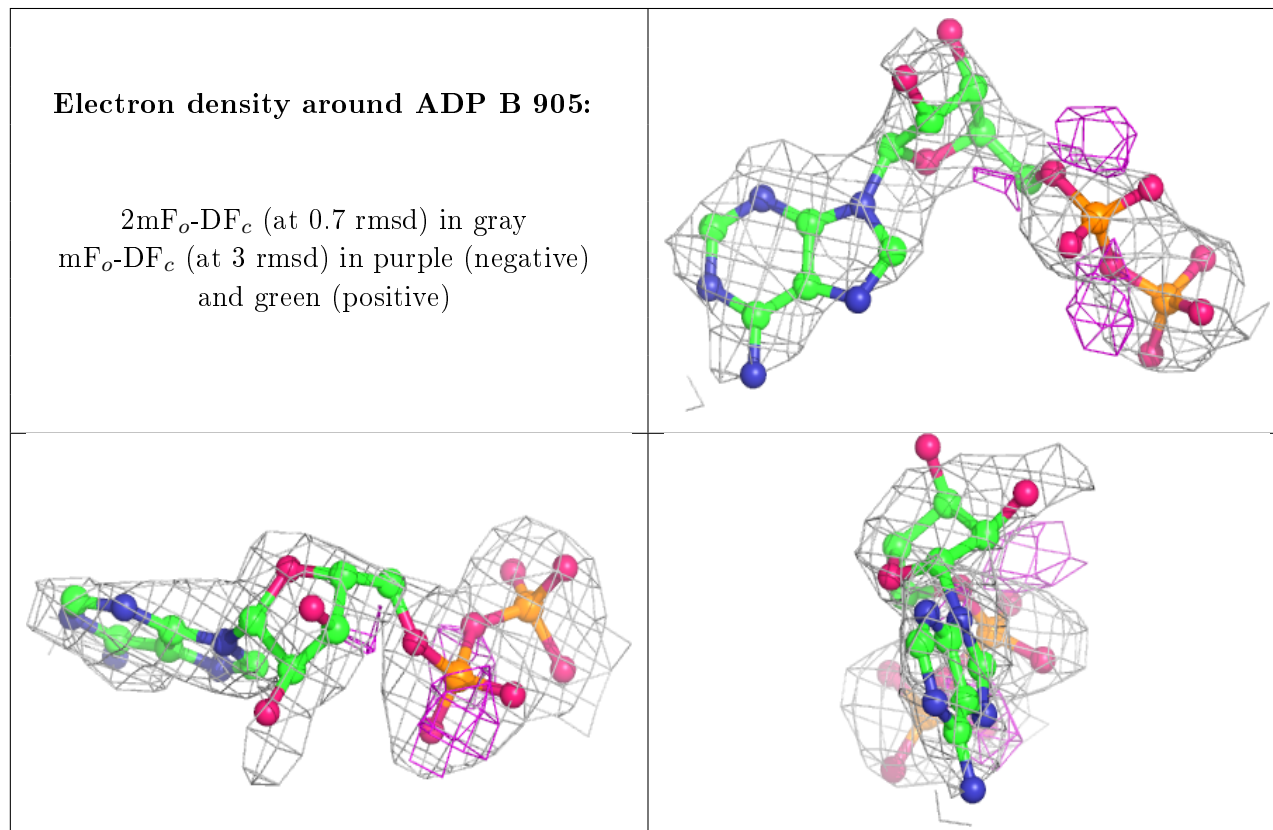 Electron density around ADP B 905:
2mFo-DFc (at 0.7 rmsd) in gray
mFo-DFc (at 3 rmsd) in purple (negative)
and green (positive)